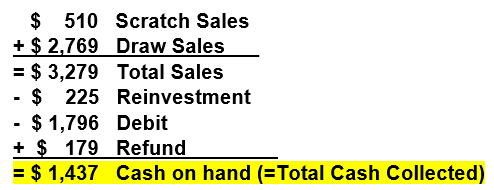 $ 510 Scratch Sales
+ $ 2,769 Draw Sales
= $ 3,279 Total Sales
- $ 225 Reinvestment
- $ 1,796 Debit
+ $ 179 Refund
= $ 1,437 Cash on hand (=Total Cash Collected)